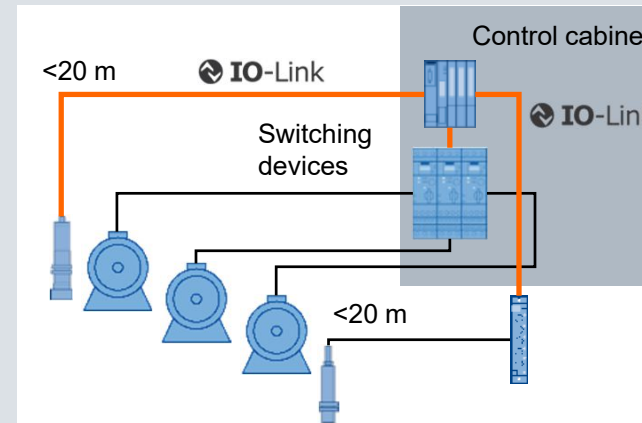 Control cabine
<20 m
IO-Link
IO-Lin
Switching
devices
<20 m